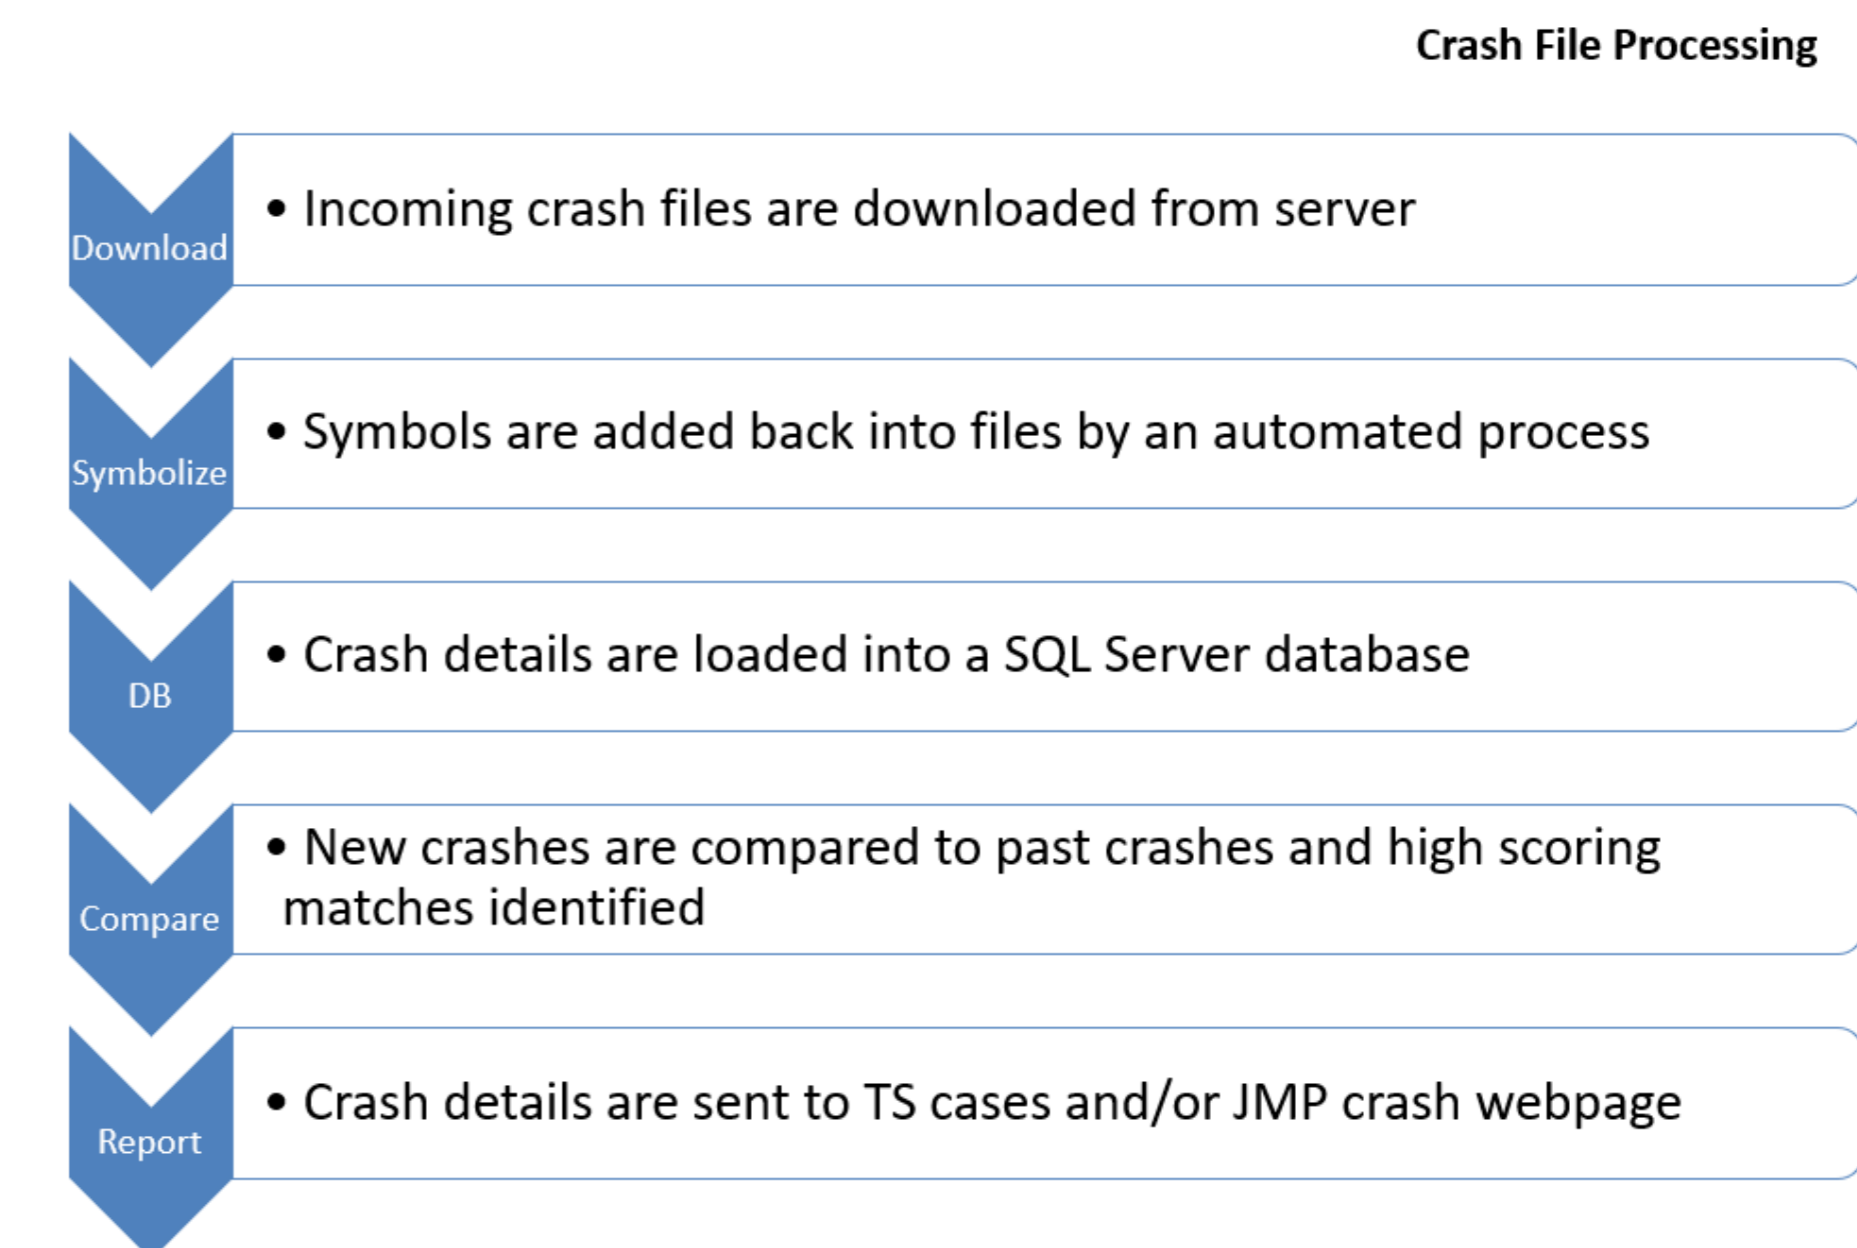 Crash File Processing
Download
• Incoming crash files are downloaded from server
Symbolize
• Symbols are added back into files by an automated process
DB
• Crash details are loaded into a SQL Server database
Compare
• New crashes are compared to past crashes and high scoring
matches identified
Report
• Crash details are sent to TS cases and/or JMP crash webpage